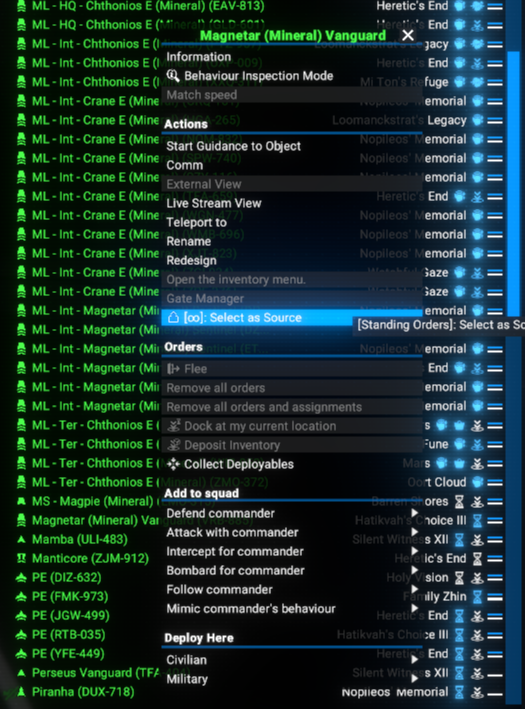 ML - HQ - Chthonios E (Mineral) (EAV-813) Heretic's End
ML - HQ - Chthonios E
Magnetar (Mineral) Vanguard
ML - Int - Chthonios E Loomanckstrat's Legacy
Information
ML - Int - Chthonios E Heretic's End
Behaviour Inspection Mode
ML - Int - Chthonios E Mi Ton's Refuge
Match speed
ML - Int - Crane E (Mine Nopileos' Memorial
ML - Int - Crane E (Mine -265) Loomanckstrat's Legacy
Actions
ML - Int - Crane E (Mine Nopileos' Memorial
Start Guidance to Object
ML - Int - Crane E (Mine -740) Nopileos' Memorial
Comm
External View
ML - Int - Crane E (Mine Heretic's End
Live Stream View
ML - Int - Crane E (Mine -477) Nopileos' Memorial
Teleport to
ML - Int - Crane E (Mine -696) Nopileos' Memorial
Rename
ML - Int - Crane E (Mine Nopileos' Memorial
Redesign
ML - Int - Crane E (Mine Gaze
Open the inventory menu.
ML - Int - Crane E (Mine Gaze
Gate Manager
ML - Int - Magnetar (Mi Memorial
[∞]: Select as Source
[Standing Orders]: Select as So
ML - Int - Magnetar (Mi
Orders
ML - Int - Magnetar (Mi Nopileos' Memorial
Flee
ML - Int - Magnetar (Mi End
Remove all orders
ML - Int - Magnetar (Mi emorial
Remove all orders and assignments
ML - Int - Magnetar (Mi emorial
Dock at my current location
ML - Ter - Chthonios E s
Deposit Inventory
ML - Ter - Chthonios E Fune
Collect Deployables
ML - Ter - Chthonios E Mars
ML - Ter - Chthonios E (ZMO-372) Oort Cloud
Add to squad
MS - Magpie (Mineral) Barren Shores
Defend commander
Magnetar (Mineral) Van Hatikvah's Choice III
Attack with commander
Mamba (ULI-483) Silent Witness XII
Intercept for commander
Manticore (ZJM-912) Heretic's End
Bombard for commander
PE (DIZ-632) Holy Vision
Follow commander
PE (FMK-973) Family Zhin
Mimic commander's behaviour
PE (JGW-499) Heretic's End
Deploy Here
PE (RTB-035) Hatikvah's Choice III
Civilian
PE (YFE-449) Heretic's End
Military
Perseus Vanguard (TFA Silent Witness XII
Piranha (DUX-718) Nopileos' Memorial